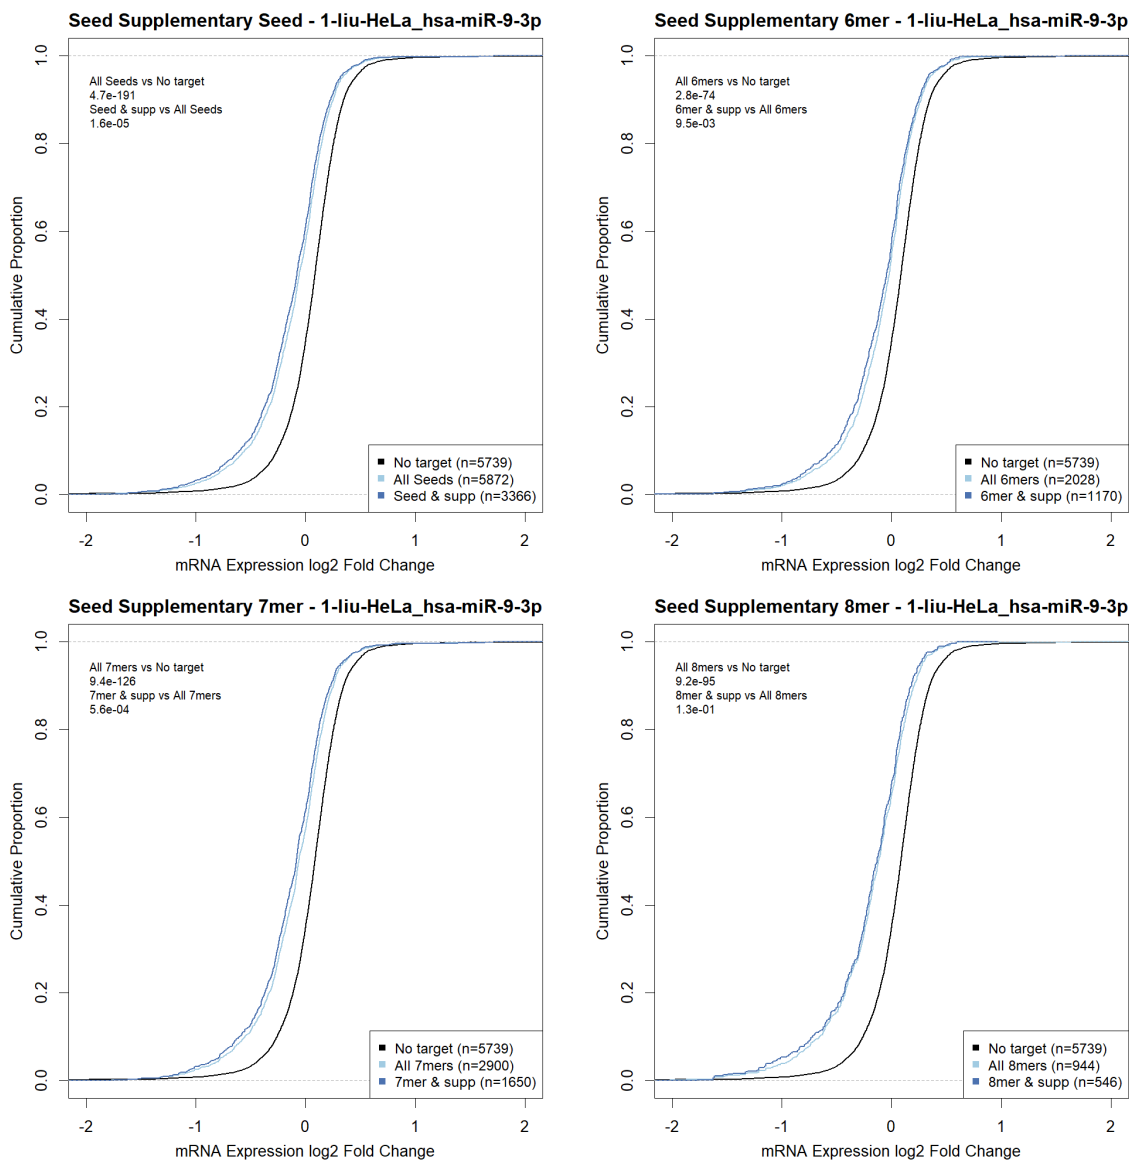 Seed Supplementary Seed - 1-liu-HeLa_hsa-miR-9-3p
All Seeds vs No target
4.7e-191
Seed & supp vs All Seeds
1.6e-05
Cumulative Proportion
0.0
0.2
0.4
0.6
0.8
1.0
No target (n=5739)
All Seeds (n=5872)
Seed & supp (n=3366)
-2
-1
0
1
2
mRNA Expression log2 Fold Change
Seed Supplementary 6mer - 1-liu-HeLa_hsa-miR-9-3p
All 6mers vs No target
2.8e-74
6mer & supp vs All 6mers
9.5e-03
Cumulative Proportion
0.0
0.2
0.4
0.6
0.8
1.0
No target (n=5739)
All 6mers (n=2028)
6mer & supp (n=1170)
-2
-1
0
1
2
mRNA Expression log2 Fold Change
Seed Supplementary 7mer - 1-liu-HeLa_hsa-miR-9-3p
All 7mers vs No target
9.4e-126
7mer & supp vs All 7mers
5.6e-04
Cumulative Proportion
0.0
0.2
0.4
0.6
0.8
1.0
No target (n=5739)
All 7mers (n=2900)
7mer & supp (n=1650)
-2
-1
0
1
2
mRNA Expression log2 Fold Change
Seed Supplementary 8mer - 1-liu-HeLa_hsa-miR-9-3p
All 8mers vs No target
9.2e-95
8mer & supp vs All 8mers
1.3e-01
Cumulative Proportion
0.0
0.2
0.4
0.6
0.8
1.0
No target (n=5739)
All 8mers (n=944)
8mer & supp (n=546)
-2
-1
0
1
2
mRNA Expression log2 Fold Change